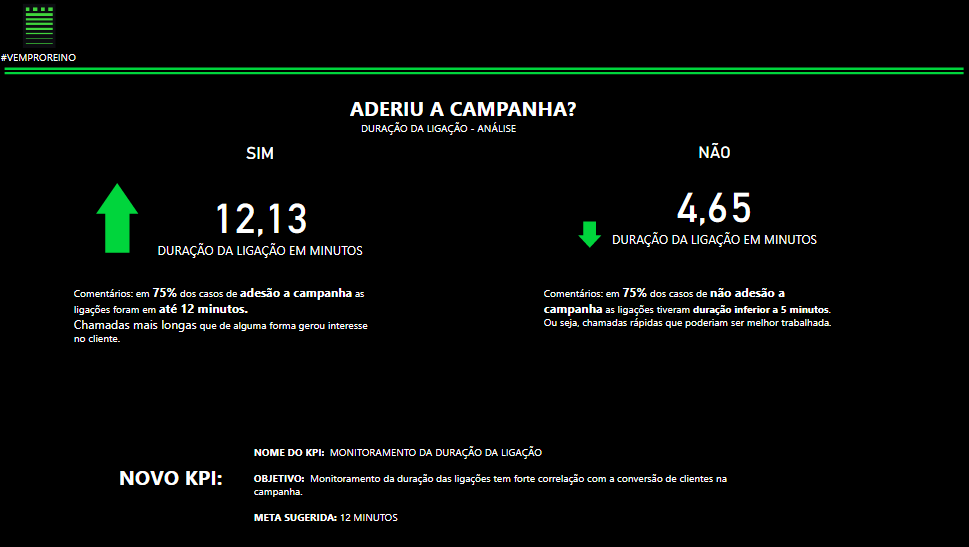 #VEMPROREINO
ADERIU A CAMPANHA?
DURAÇÃO DA LIGAÇÃO - ANÁLISE
SIM
12,13
DURAÇÃO DA LIGAÇÃO EM MINUTOS
Comentários: em 75% dos casos de adesão a campanha as
ligações foram em até 12 minutos.
Chamadas mais longas que de alguma forma gerou interesse
no cliente.
NÃO
4,65
DURAÇÃO DA LIGAÇÃO EM MINUTOS
Comentários: em 75% dos casos de não adesão a
campanha as ligações tiveram duração inferior a 5 minutos.
Ou seja, chamadas rápidas que poderiam ser melhor trabalhada.
NOVO KPI:
NOME DO KPI: MONITORAMENTO DA DURAÇÃO DA LIGAÇÃO
OBJETIVO: Monitoramento da duração das ligações tem forte correlação com a conversão de clientes na
campanha.
META SUGERIDA: 12 MINUTOS